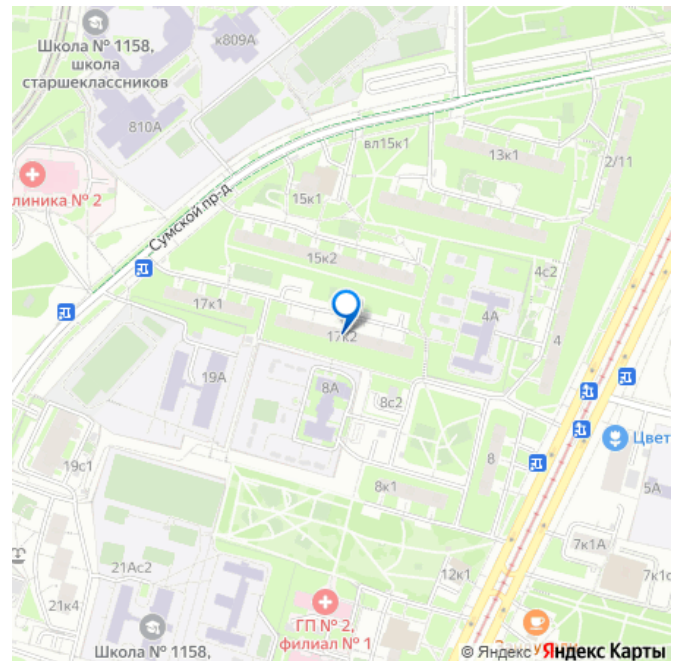 Школа № 1158,
школа
старшеклассников
к809А
810А
линика № 2
Сумской пр-д
вл15к1
13к1
2/11
15к1
15к2
4с2
17к1
17к2
4А
4
19А
8А
8с2
Цвет
8
19с1
8к1
5А
7к1А
7к1с
21Ас2
12к1
21к4
ГП № 2,
филиал № 1
Школа № 1158,
© Яндекс Яндекс Карты